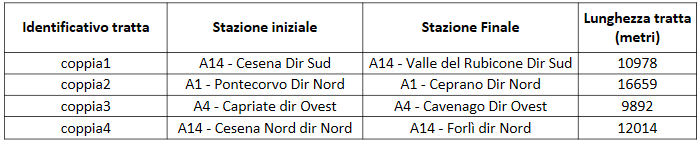 Identificativo tratta Stazione iniziale Stazione Finale Lunghezza tratta (metri)
coppia1 A14 - Cesena Dir Sud A14 - Valle del Rubicone Dir Sud 10978
coppia2 A1 - Pontecorvo Dir Nord A1 - Ceprano Dir Nord 16659
coppia3 A4 - Capriate dir Ovest A4 - Cavenago Dir Ovest 9892
coppia4 A14 - Cesena Nord dir Nord A14 - Forlì dir Nord 12014